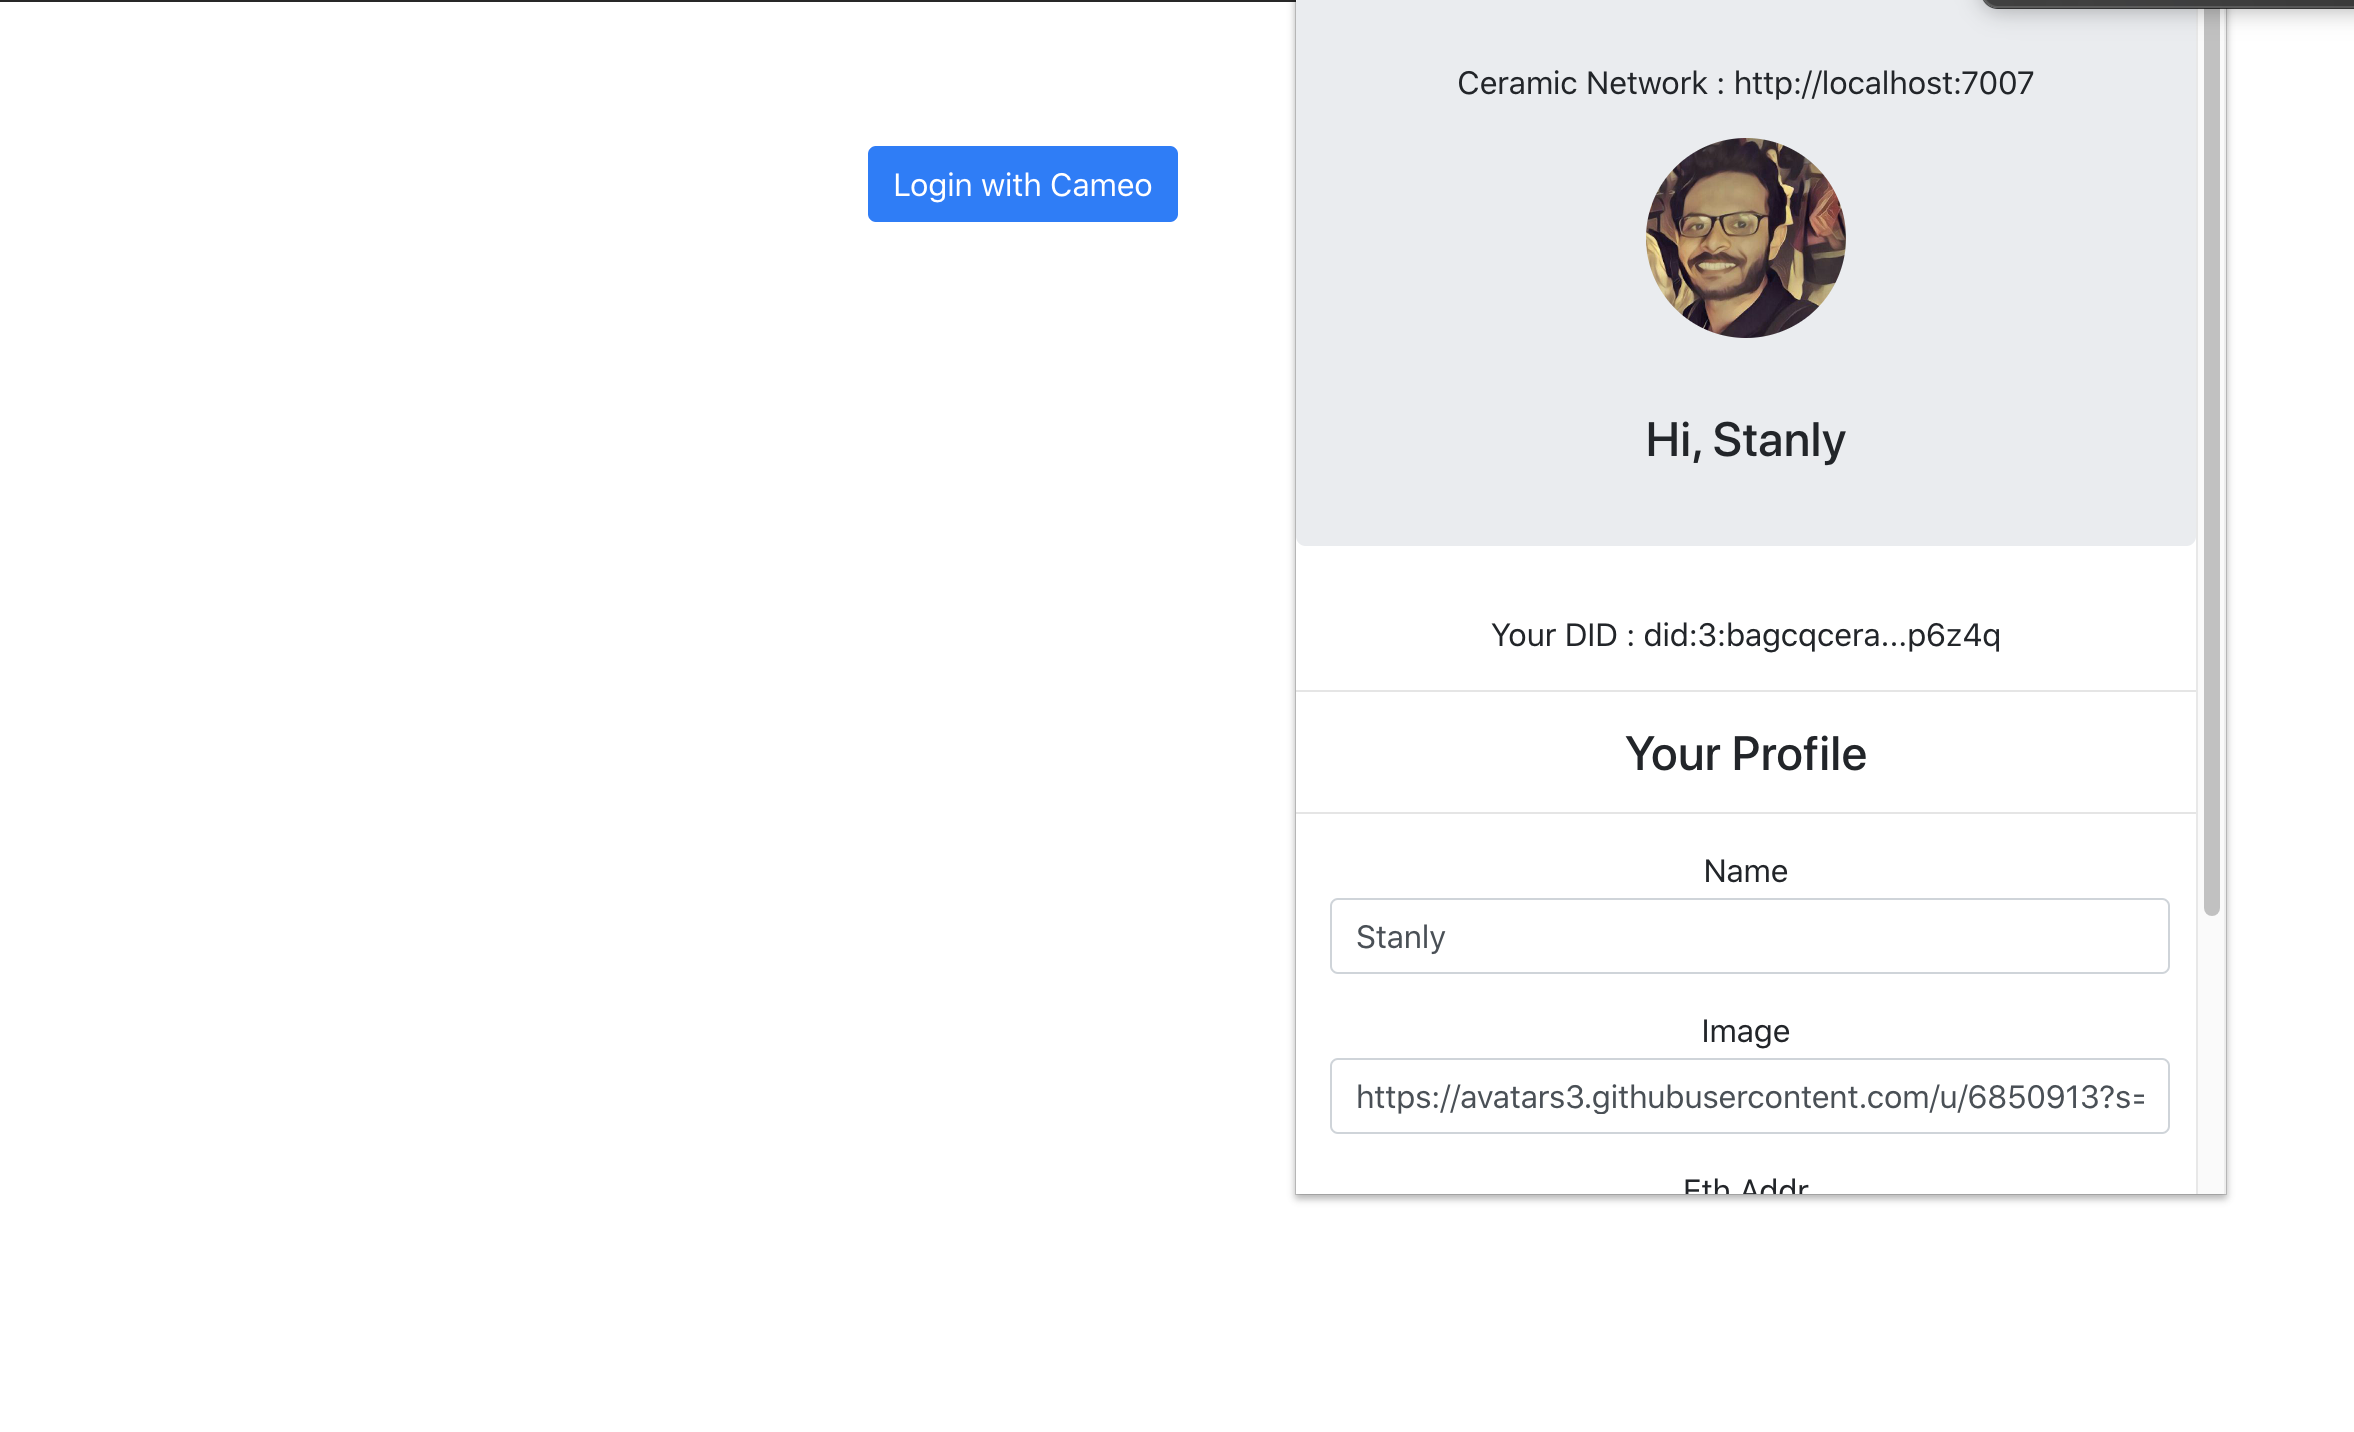 Ceramic Network : http://localhost:7007
Login with Cameo
Hi, Stanly
Your DID : did:3:bagcqcera...p6z4q
Your Profile
Name
Stanly
Image
https://avatars3.githubusercontent.com/u/6850913?s=
Eth Addr